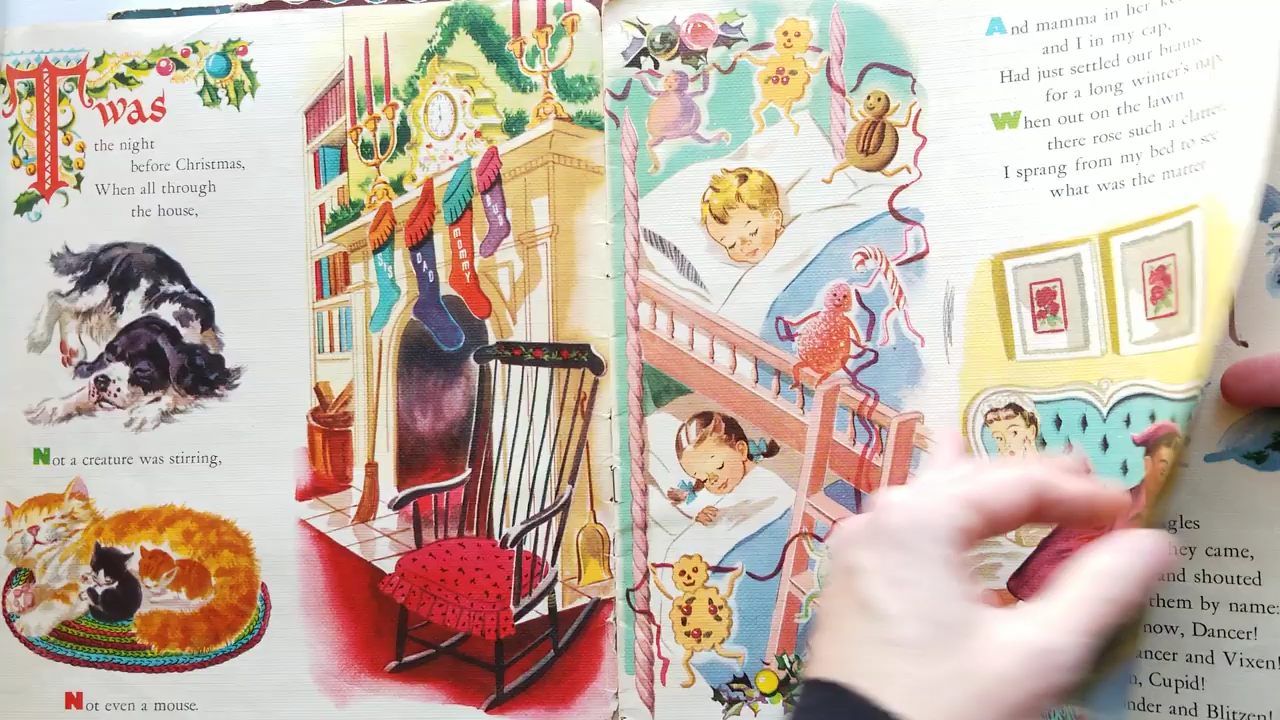 Twas
the night
before Christmas,
When all through
the house,
Not a creature was stirring,
Not even a mouse.
SIS
DAD
MOMMY
And mamma in her
and I in my cap,
Had just settled our brains
for a long winter's nap
When out on the lawn
there rose such a clatter
I sprang from my bed to see
what was the matter
they came,
and shouted
them by name:
now, Dancer!
and Vixen!
Cupid!
and Blitzen!